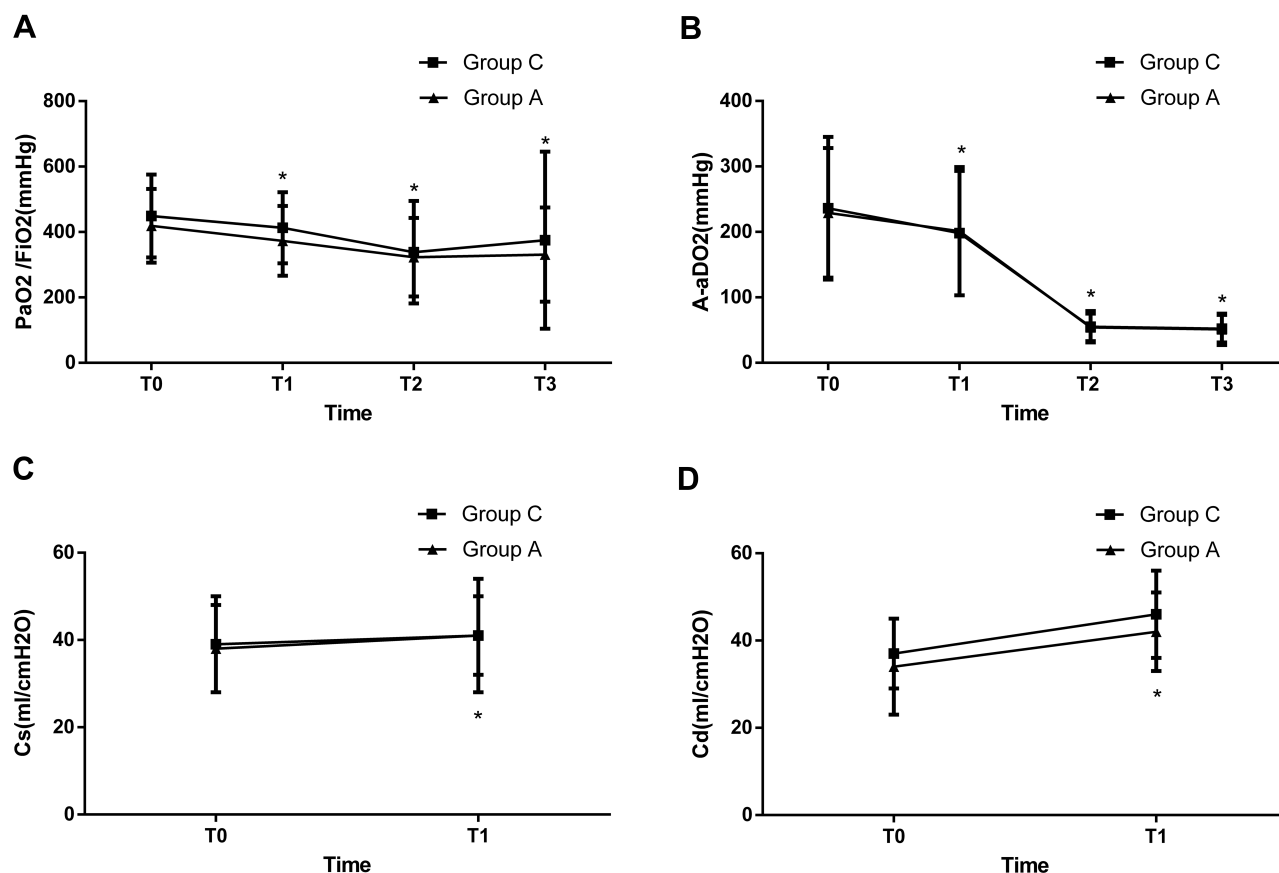 A
Group C
Group A
PaO2 /FiO2(mmHg)
800
600
400
200
0
*
*
*
T0 T1 T2 T3
Time
B
Group C
Group A
A-aDO2(mmHg)
400
300
200
100
0
*
*
*
T0 T1 T2 T3
Time
C
Group C
Group A
Cs(ml/cmH2O)
60
40
20
0
*
T0 T1
Time
D
Group C
Group A
Cd(ml/cmH2O)
60
40
20
0
*
T0 T1
Time